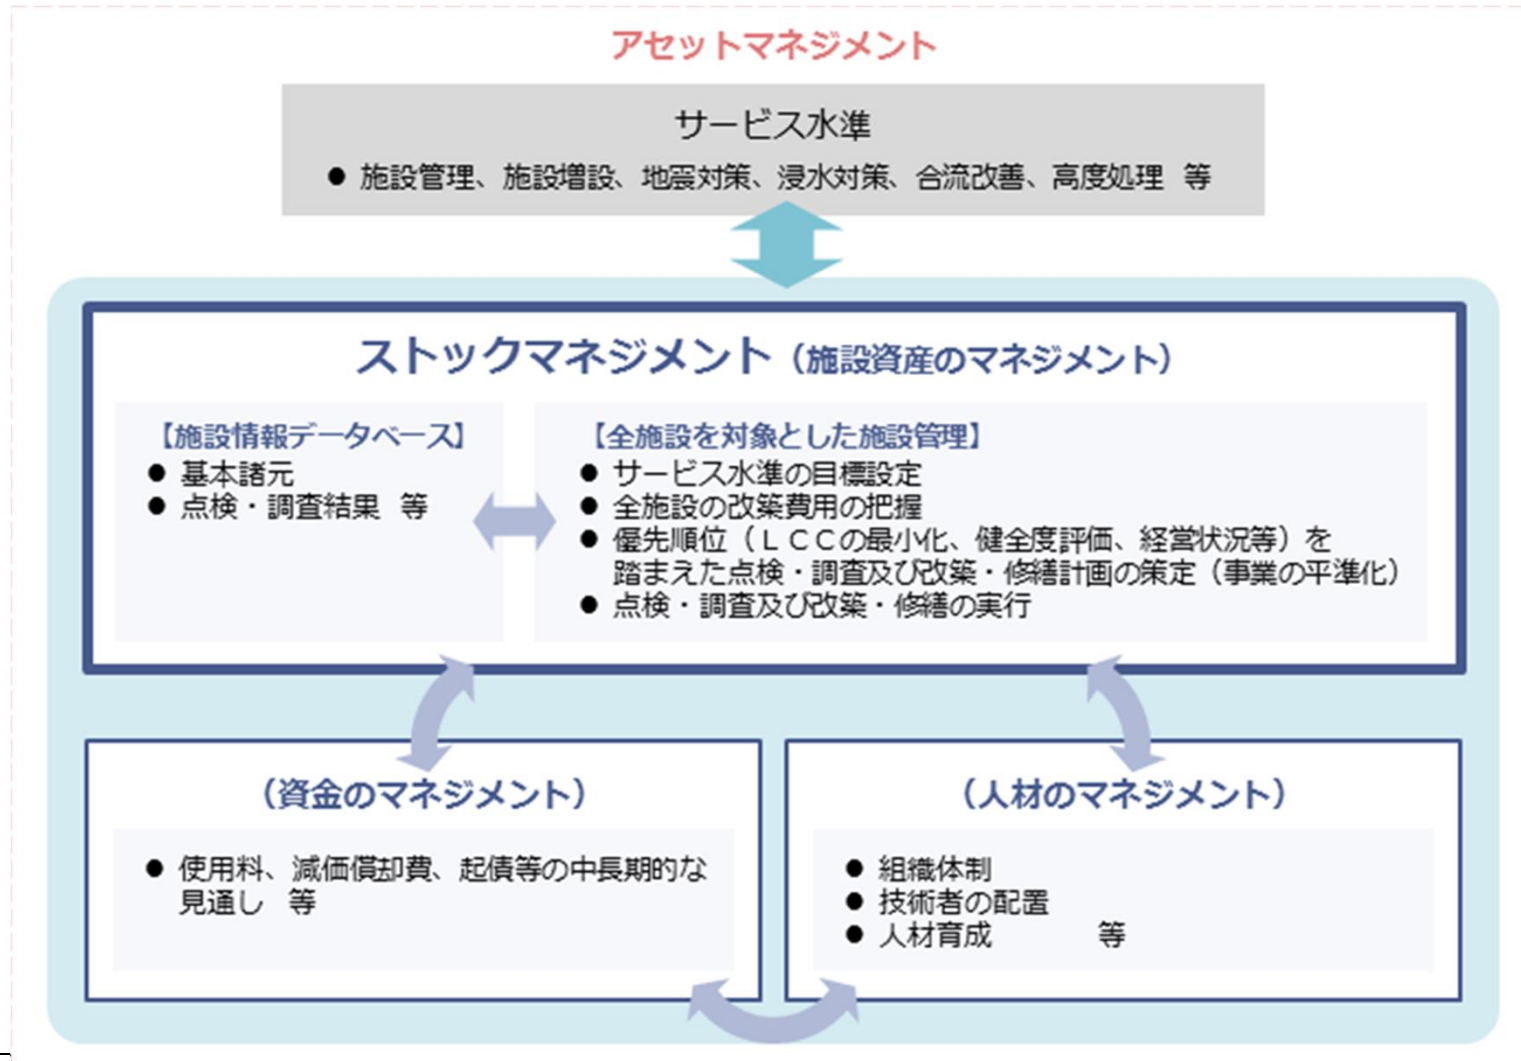 アセットマネジメント
サービス水準
● 施設管理、施設増設、地震対策、浸水対策、合流改善、高度処理 等
ストックマネジメント（施設資産のマネジメント）
【施設情報データベース】
● 基本諸元
● 点検・調査結果 等
【全施設を対象とした施設管理】
● サービス水準の目標設定
● 全施設の改築費用の把握
● 優先順位（ＬＣＣの最小化、健全度評価、経営状況等）を
踏まえた点検・調査及び改築・修繕計画の策定（事業の平準化）
● 点検・調査及び改築・修繕の実行
（資金のマネジメント）
● 使用料、減価償却費、起債等の中長期的な
見通し 等
（人材のマネジメント）
● 組織体制
● 技術者の配置
● 人材育成 等